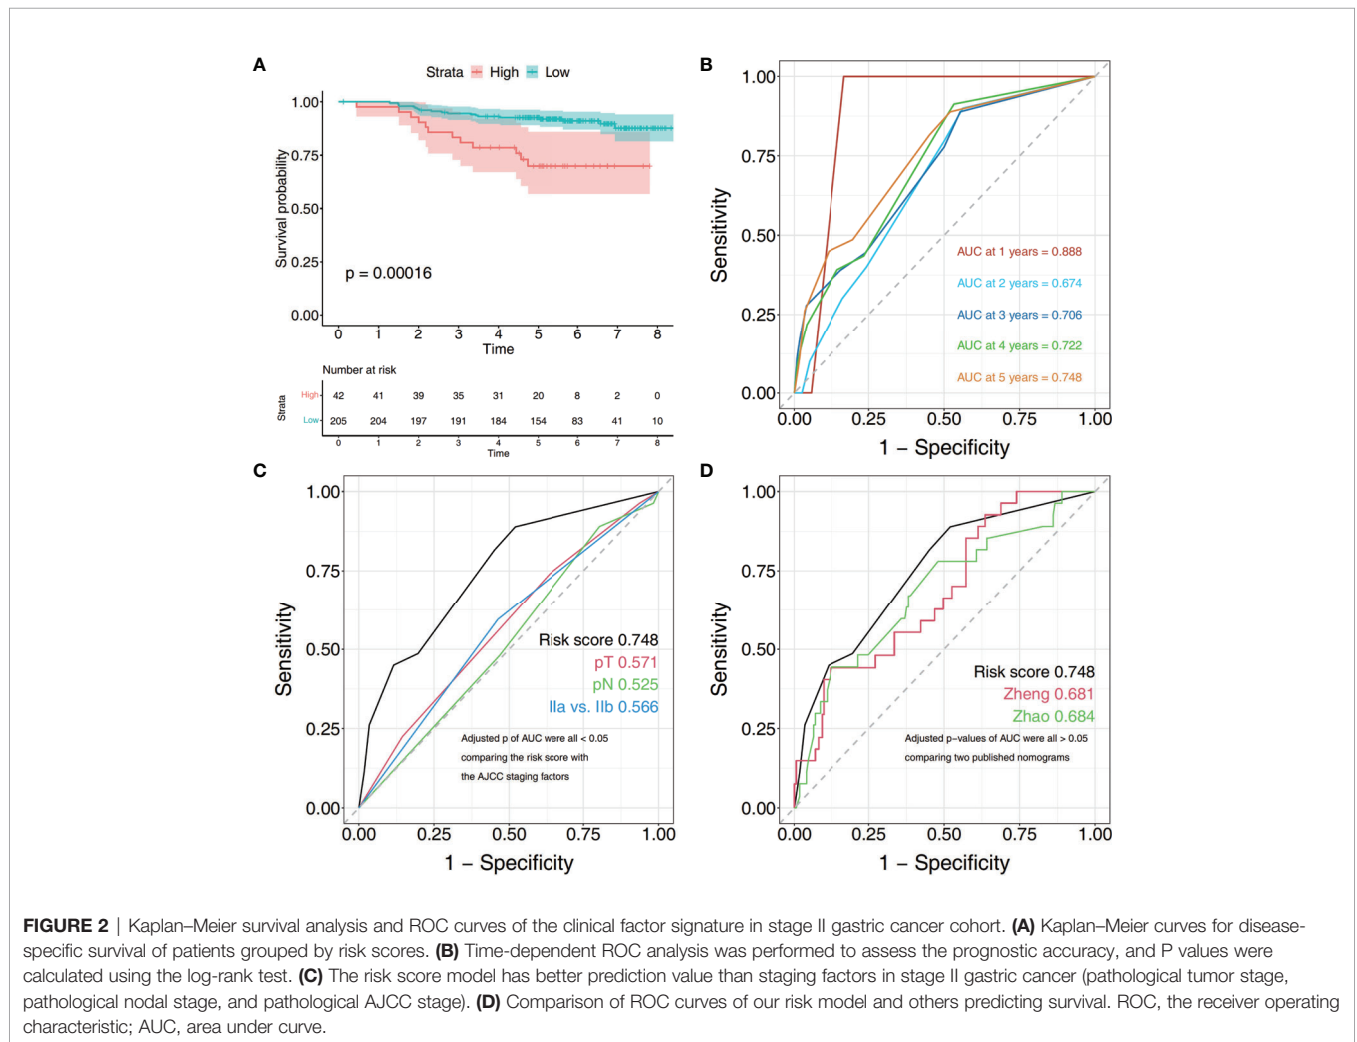 A
Strata High Low
Survival probability
1.00
0.75
0.50
0.25
0.00
p = 0.00016
0 1 2 3 4 5 6 7 8
Time
Number at risk
Strata
High 42 41 39 35 31 20 8 2 0
Low 205 204 197 191 184 154 83 41 10
0 1 2 3 4 5 6 7 8
Time
B
Sensitivity
1.00
0.75
0.50
0.25
0.00
AUC at 1 years = 0.888
AUC at 2 years = 0.674
AUC at 3 years = 0.706
AUC at 4 years = 0.722
AUC at 5 years = 0.748
0.00 0.25 0.50 0.75 1.00
1 − Specificity
C
Sensitivity
1.00
0.75
0.50
0.25
0.00
Risk score 0.748
pT 0.571
pN 0.525
IIa vs. IIb 0.566
Adjusted p of AUC were all < 0.05
comparing the risk score with
the AJCC staging factors
0.00 0.25 0.50 0.75 1.00
1 − Specificity
D
Sensitivity
1.00
0.75
0.50
0.25
0.00
Risk score 0.748
Zheng 0.681
Zhao 0.684
Adjusted p−values of AUC were all > 0.05
comparing two published nomograms
0.00 0.25 0.50 0.75 1.00
1 − Specificity
FIGURE 2 | Kaplan–Meier survival analysis and ROC curves of the clinical factor signature in stage II gastric cancer cohort. (A) Kaplan–Meier curves for disease-
specific survival of patients grouped by risk scores. (B) Time-dependent ROC analysis was performed to assess the prognostic accuracy, and P values were
calculated using the log-rank test. (C) The risk score model has better prediction value than staging factors in stage II gastric cancer (pathological tumor stage,
pathological nodal stage, and pathological AJCC stage). (D) Comparison of ROC curves of our risk model and others predicting survival. ROC, the receiver operating
characteristic; AUC, area under curve.